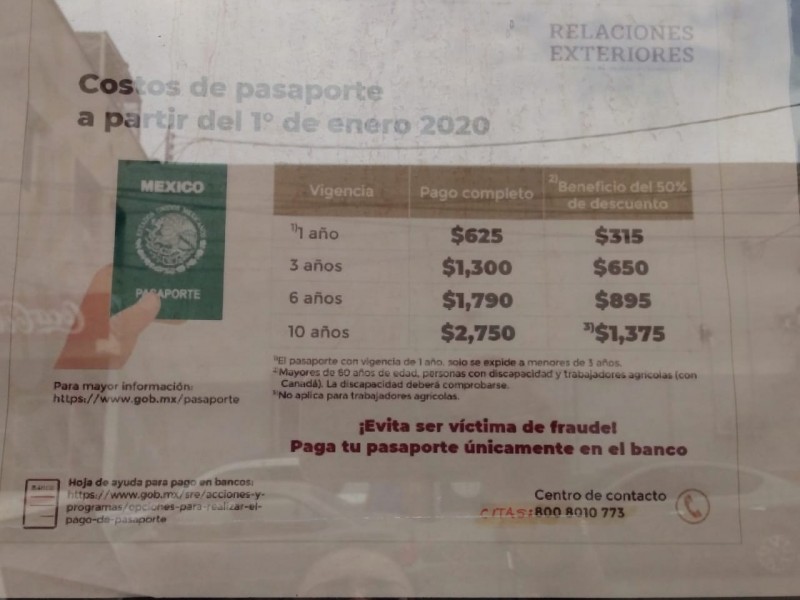 RELACIONES
EXTERIORES
Costos de pasaporte
a partir del 1° de enero 2020
MEXICO
PASAPORTE
Vigencia Pago completo 2)Beneficio del 50% de descuento
1)1 año $625 $315
3 años $1,300 $650
6 años $1,790 $895
10 años $2,750 3)$1,375
1)El pasaporte con vigencia de 1 año, solo se expide a menores de 3 años.
2)Mayores de 60 años de edad, personas con discapacidad y trabajadores agrícolas (con
Canadá). La discapacidad deberá comprobarse.
3)No aplica para trabajadores agrícolas.
Para mayor información:
https://www.gob.mx/pasaporte
¡Evita ser víctima de fraude!
Paga tu pasaporte únicamente en el banco
Hoja de ayuda para pago en bancos:
https://www.gob.mx/sre/acciones-y-
programas/opciones-para-realizar-el-
pago-de-pasaporte
Centro de contacto
CITAS: 800 8010 773